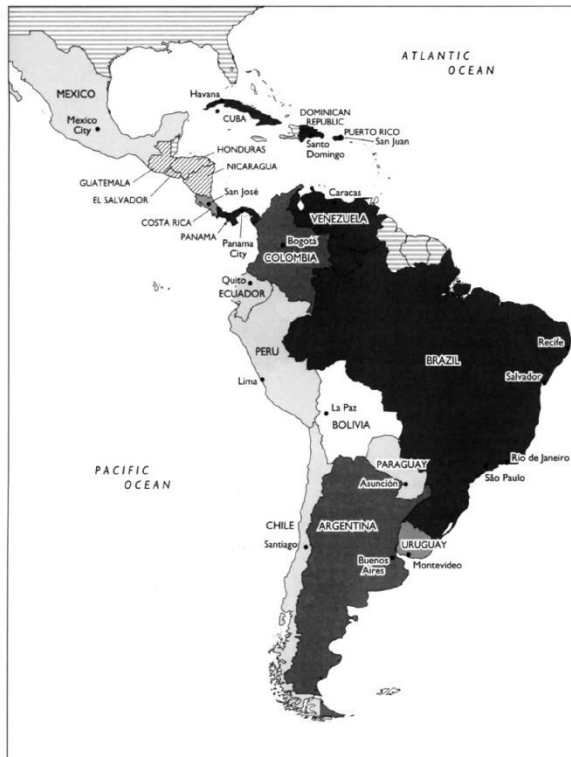 ATLANTIC
OCEAN
MEXICO
Mexico
City
Havana
CUBA
DOMINICAN
REPUBLIC
PUERTO RICO
San Juan
Santo
Domingo
HONDURAS
NICARAGUA
GUATEMALA
EL SALVADOR
San José
COSTA RICA
PANAMA
Panama
City
Caracas
VENEZUELA
Bogotá
COLOMBIA
Quito
ECUADOR
PERU
Lima
BRAZIL
Recife
Salvador
La Paz
BOLIVIA
PACIFIC
OCEAN
PARAGUAY
Asunción
Rio de Janeiro
São Paulo
CHILE
ARGENTINA
Santiago
URUGUAY
Buenos
Aires
Montevideo